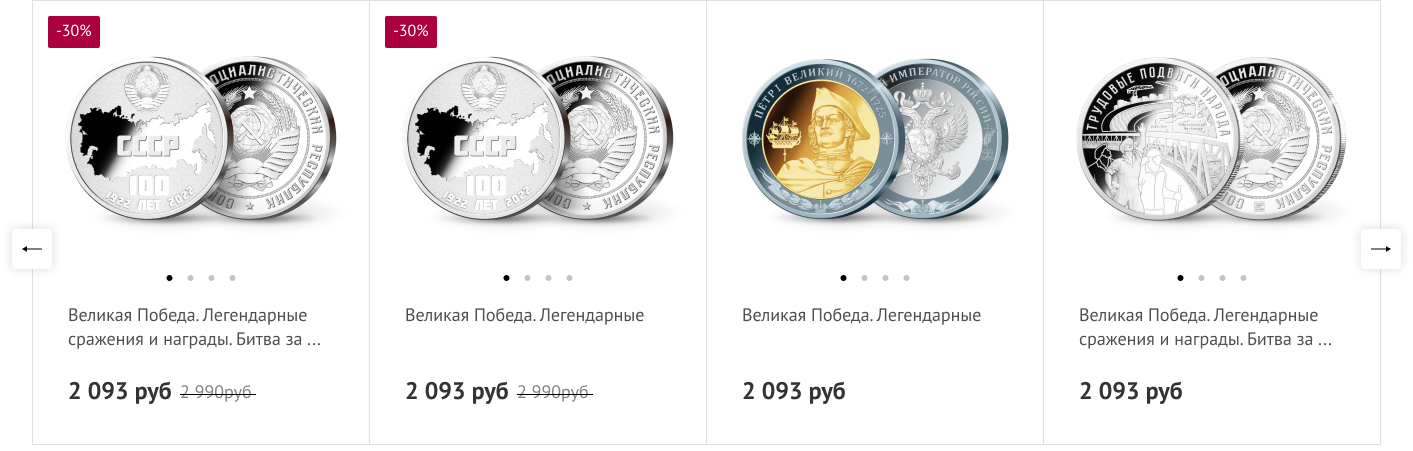 -30%
СССР
100
ЛЕТ
1922 2022
СОЦИАЛИСТИЧЕСКИХ РЕСПУБЛИК
Великая Победа. Легендарные
сражения и награды. Битва за ...
2 093 руб 2 990руб
-30%
СССР
100
ЛЕТ
1922 2022
СОЦИАЛИСТИЧЕСКИХ РЕСПУБЛИК
Великая Победа. Легендарные
2 093 руб 2 990руб
ПЁТР I ВЕЛИКИЙ 1672 1725
ИМПЕРАТОР РОССИИ
Великая Победа. Легендарные
2 093 руб
ТРУДОВЫЕ ПОДВИГИ НАРОДА
СОЦИАЛИСТИЧЕСКИХ РЕСПУБЛИК
Великая Победа. Легендарные
сражения и награды. Битва за ...
2 093 руб